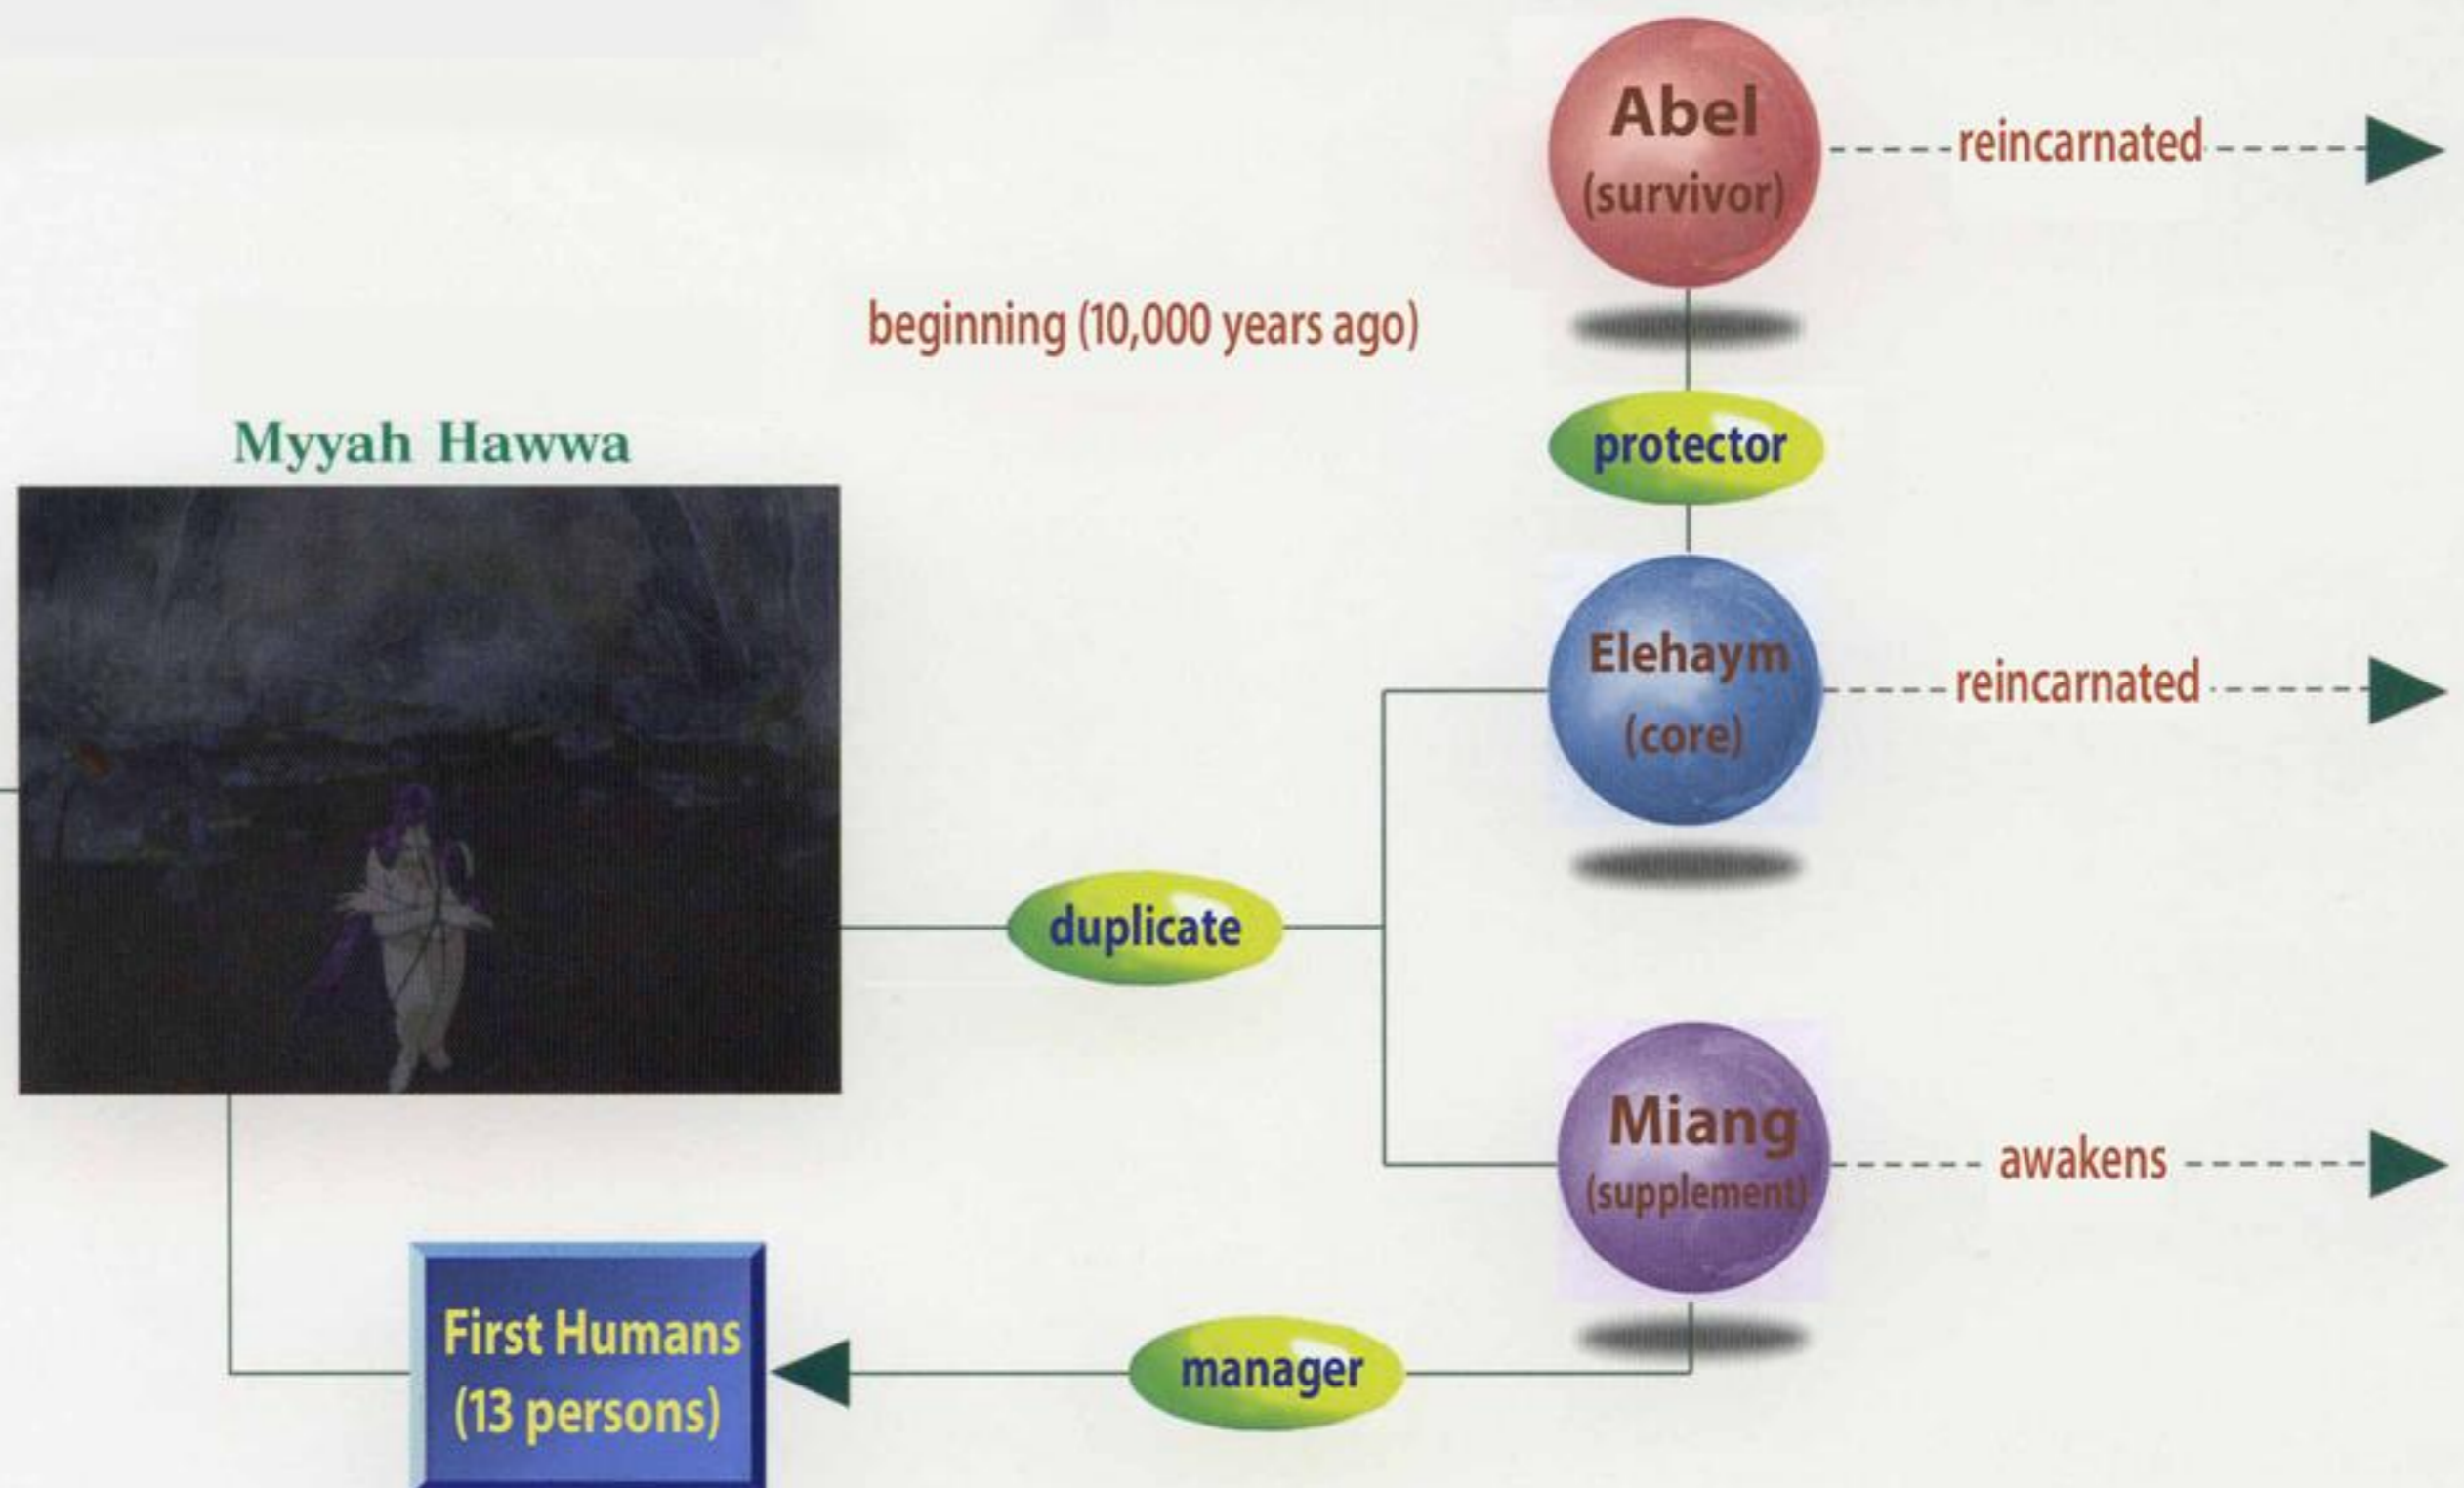 Abel
(survivor)
reincarnated
beginning (10,000 years ago)
Myyah Hawwa
protector
Elehaym
(core)
reincarnated
duplicate
Miang
(supplement)
awakens
First Humans
(13 persons)
manager